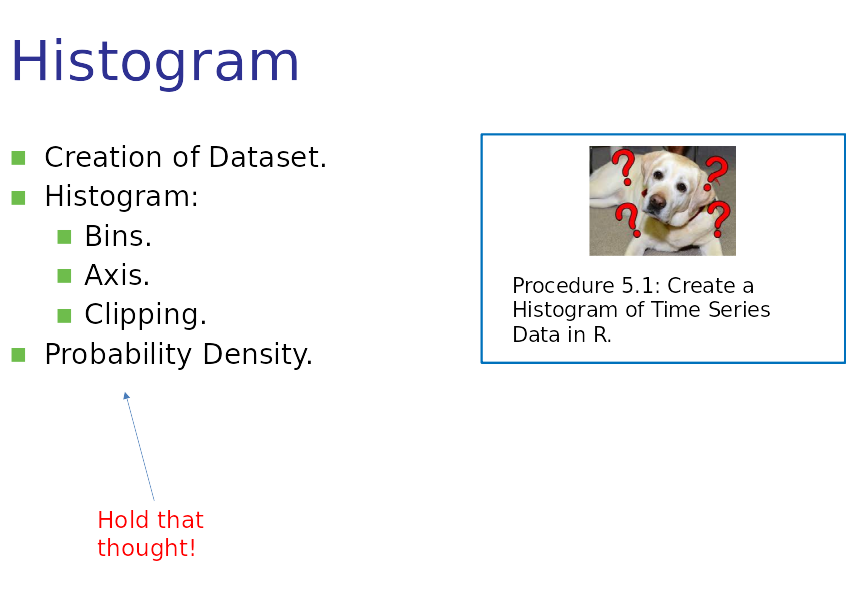 Histogram
Creation of Dataset.
Histogram:
Bins.
Axis.
Clipping.
Probability Density.
Hold that
thought!
? ? ? ?
Procedure 5.1: Create a
Histogram of Time Series
Data in R.